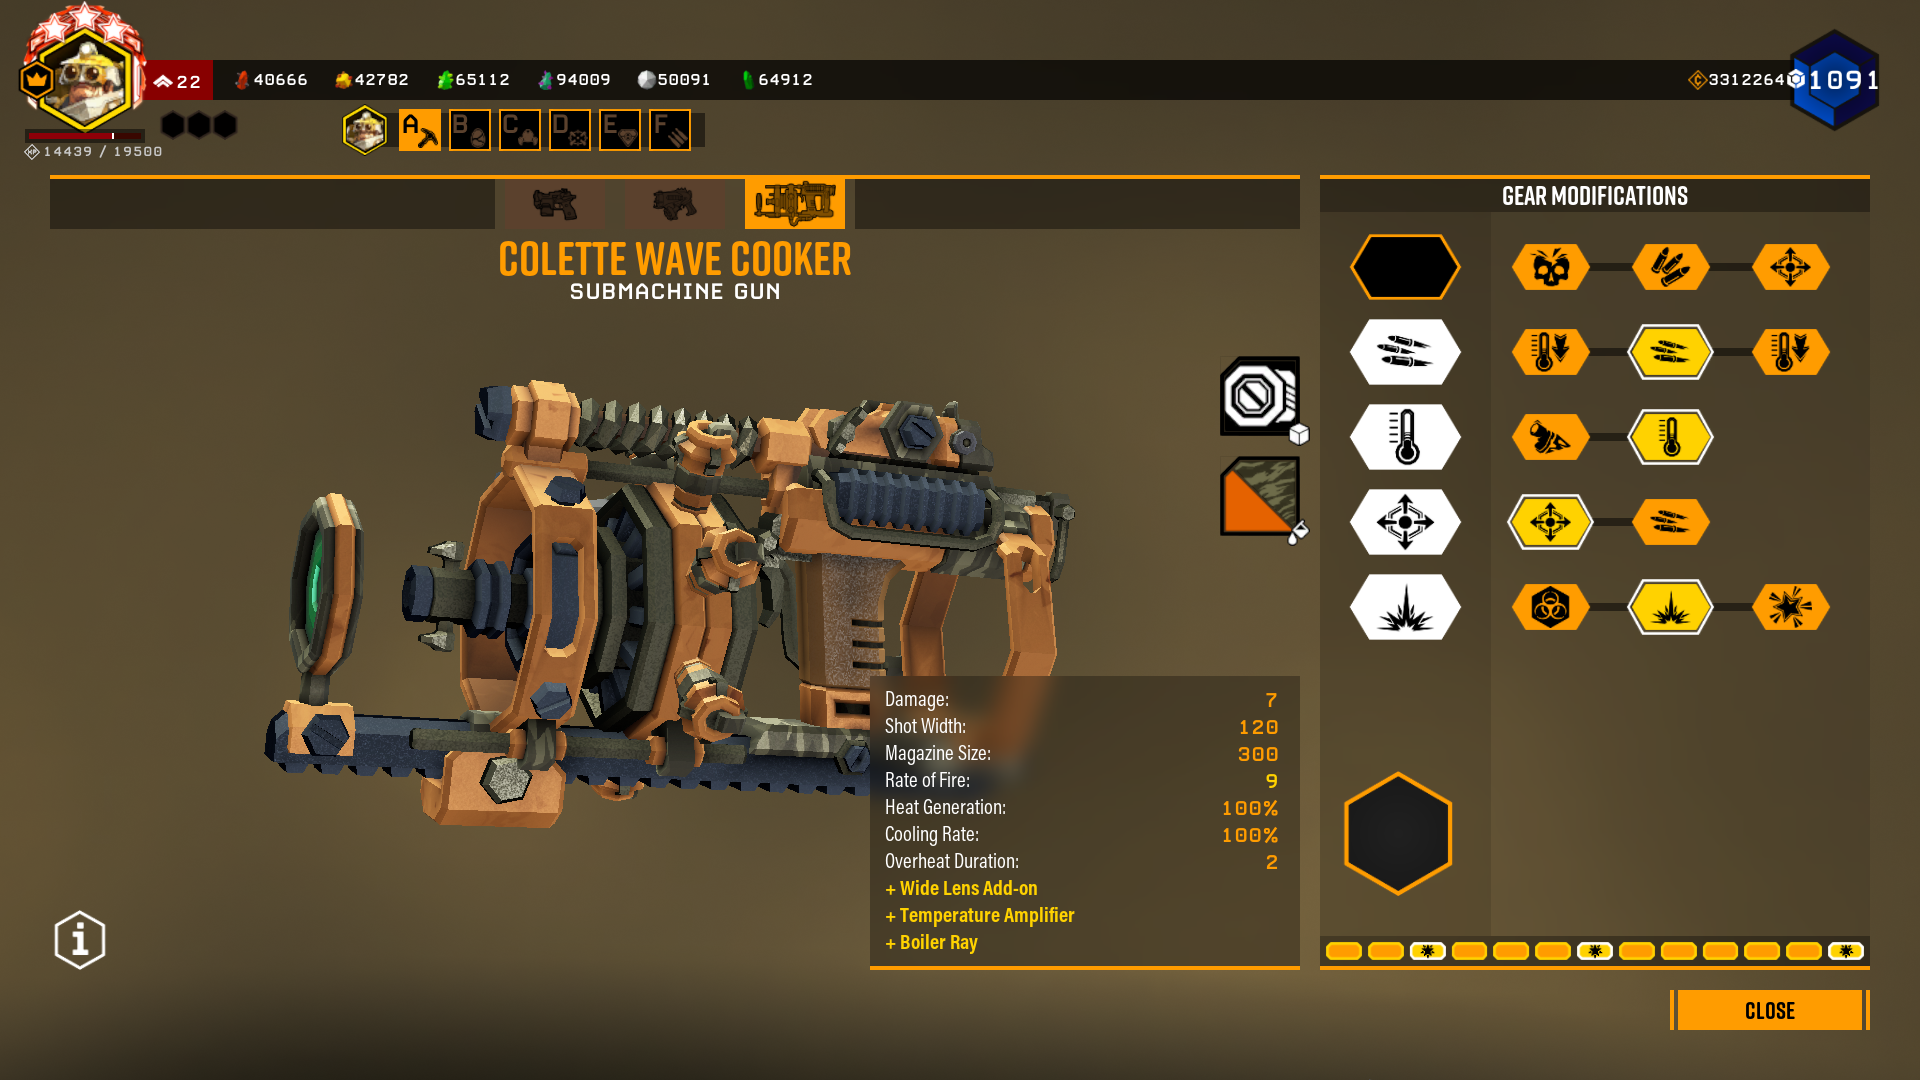 22
40666
42782
65112
94009
50091
64912
3312264
1091
14439 / 19500
A
B
C
D
E
F
GEAR MODIFICATIONS
COLETTE WAVE COOKER
SUBMACHINE GUN
Damage: 7
Shot Width: 120
Magazine Size: 300
Rate of Fire: 9
Heat Generation: 100%
Cooling Rate: 100%
Overheat Duration: 2
+ Wide Lens Add-on
+ Temperature Amplifier
+ Boiler Ray
CLOSE